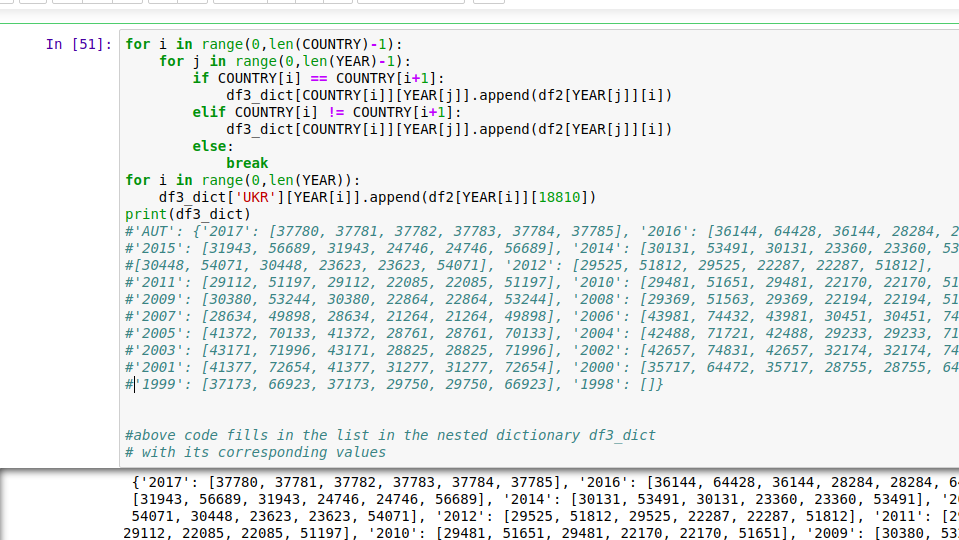 In [51]:
for i in range(0,len(COUNTRY)-1):
    for j in range(0,len(YEAR)-1):
        if COUNTRY[i] == COUNTRY[i+1]:
            df3_dict[COUNTRY[i]][YEAR[j]].append(df2[YEAR[j]][i])
        elif COUNTRY[i] != COUNTRY[i+1]:
            df3_dict[COUNTRY[i]][YEAR[j]].append(df2[YEAR[j]][i])
        else:
            break
for i in range(0,len(YEAR)):
    df3_dict['UKR'][YEAR[i]].append(df2[YEAR[i]][18810])
print(df3_dict)
#'AUT': {'2017': [37780, 37781, 37782, 37783, 37784, 37785], '2016': [36144, 64428, 36144, 28284, 2
#'2015': [31943, 56689, 31943, 24746, 24746, 56689], '2014': [30131, 53491, 30131, 23360, 23360, 53
#[30448, 54071, 30448, 23623, 23623, 54071], '2012': [29525, 51812, 29525, 22287, 22287, 51812],
#'2011': [29112, 51197, 29112, 22085, 22085, 51197], '2010': [29481, 51651, 29481, 22170, 22170, 51
#'2009': [30380, 53244, 30380, 22864, 22864, 53244], '2008': [29369, 51563, 29369, 22194, 22194, 51
#'2007': [28634, 49898, 28634, 21264, 21264, 49898], '2006': [43981, 74432, 43981, 30451, 30451, 74
#'2005': [41372, 70133, 41372, 28761, 28761, 70133], '2004': [42488, 71721, 42488, 29233, 29233, 71
#'2003': [43171, 71996, 43171, 28825, 28825, 71996], '2002': [42657, 74831, 42657, 32174, 32174, 74
#'2001': [41377, 72654, 41377, 31277, 31277, 72654], '2000': [35717, 64472, 35717, 28755, 28755, 64
#'1999': [37173, 66923, 37173, 29750, 29750, 66923], '1998': []}
#above code fills in the list in the nested dictionary df3_dict
# with its corresponding values
{'2017': [37780, 37781, 37782, 37783, 37784, 37785], '2016': [36144, 64428, 36144, 28284, 28284, 6
[31943, 56689, 31943, 24746, 24746, 56689], '2014': [30131, 53491, 30131, 23360, 23360, 53491], '2
54071, 30448, 23623, 23623, 54071], '2012': [29525, 51812, 29525, 22287, 22287, 51812], '2011': [2
29112, 22085, 22085, 51197], '2010': [29481, 51651, 29481, 22170, 22170, 51651], '2009': [30380, 53